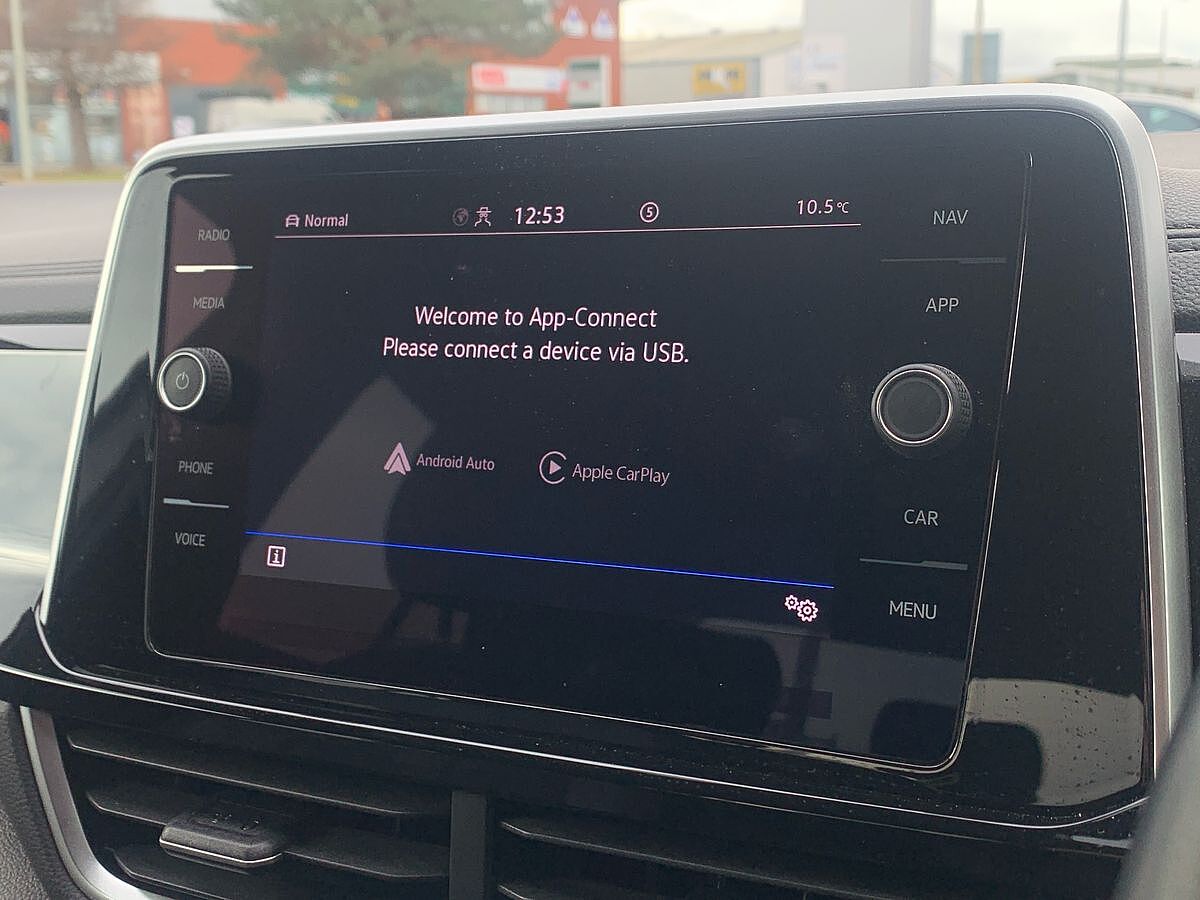 Normal
12:53
5
10.5°C
RADIO
MEDIA
PHONE
VOICE
Welcome to App-Connect
Please connect a device via USB.
Android Auto
Apple CarPlay
i
NAV
APP
CAR
MENU